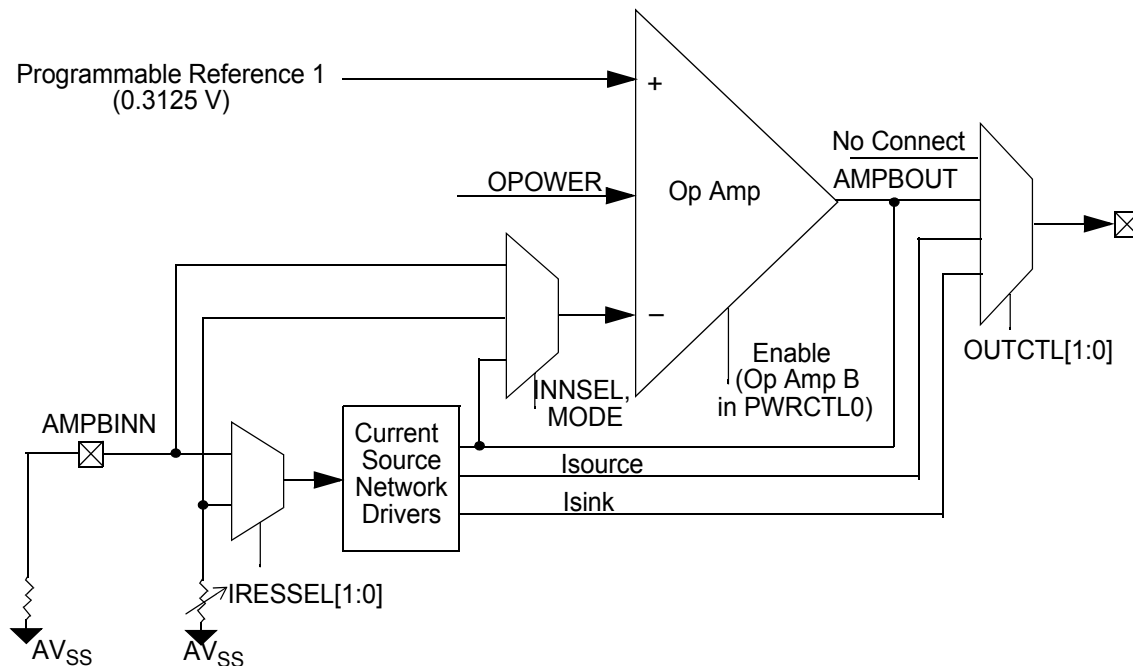 Programmable Reference 1
(0.3125 V)
+
OPOWER
Op Amp
No Connect
AMPBOUT
−
Enable
(Op Amp B
in PWRCTL0)
OUTCTL[1:0]
INNSEL,
MODE
AMPBINN
Current
Source
Network
Drivers
Isource
Isink
IRESSEL[1:0]
AVSS
AVSS